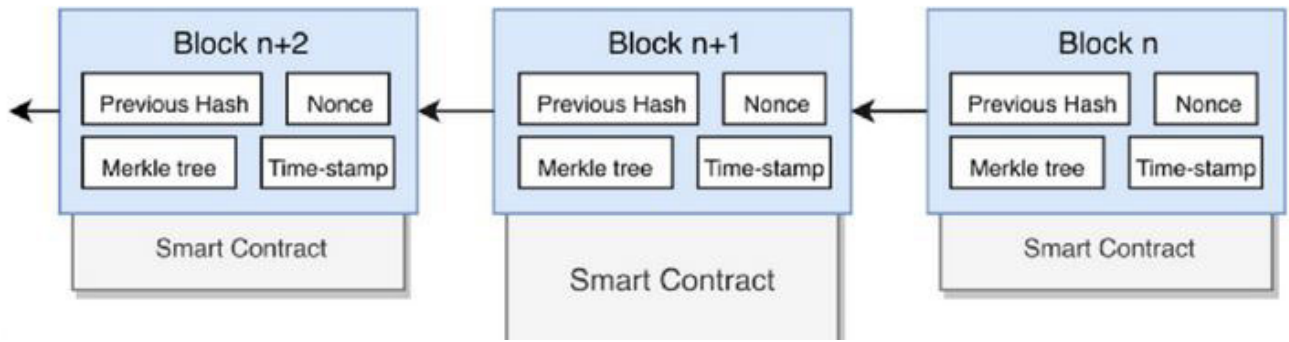 Block n+2
Previous Hash
Nonce
Merkle tree
Time-stamp
Smart Contract
Block n+1
Previous Hash
Nonce
Merkle tree
Time-stamp
Smart Contract
Block n
Previous Hash
Nonce
Merkle tree
Time-stamp
Smart Contract